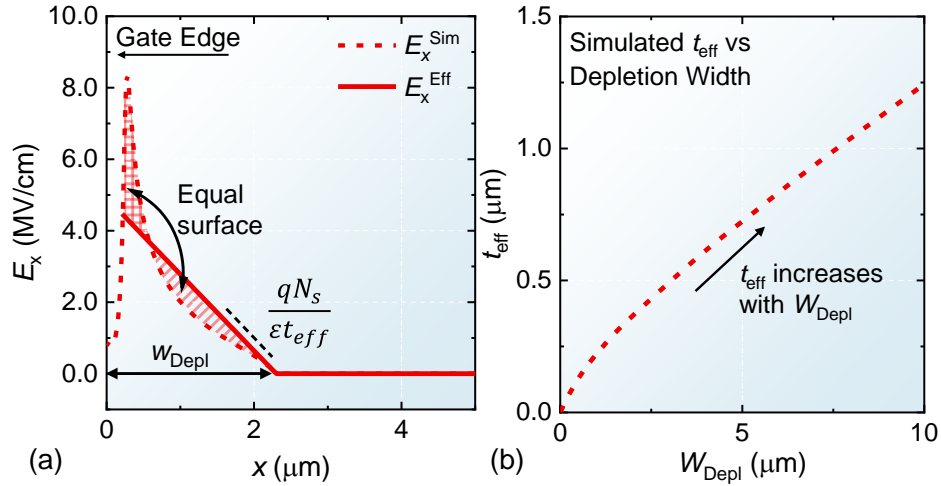 10.0
8.0
6.0
4.0
2.0
0.0
E_x (MV/cm)
Gate Edge
E_x^Sim
E_x^Eff
Equal
surface
qN_s
εt_eff
W_Depl
0
2
4
(a)
x (μm)
1.5
1.0
0.5
0.0
t_eff (μm)
Simulated t_eff vs
Depletion Width
t_eff increases
with W_Depl
0
5
10
(b)
W_Depl (μm)